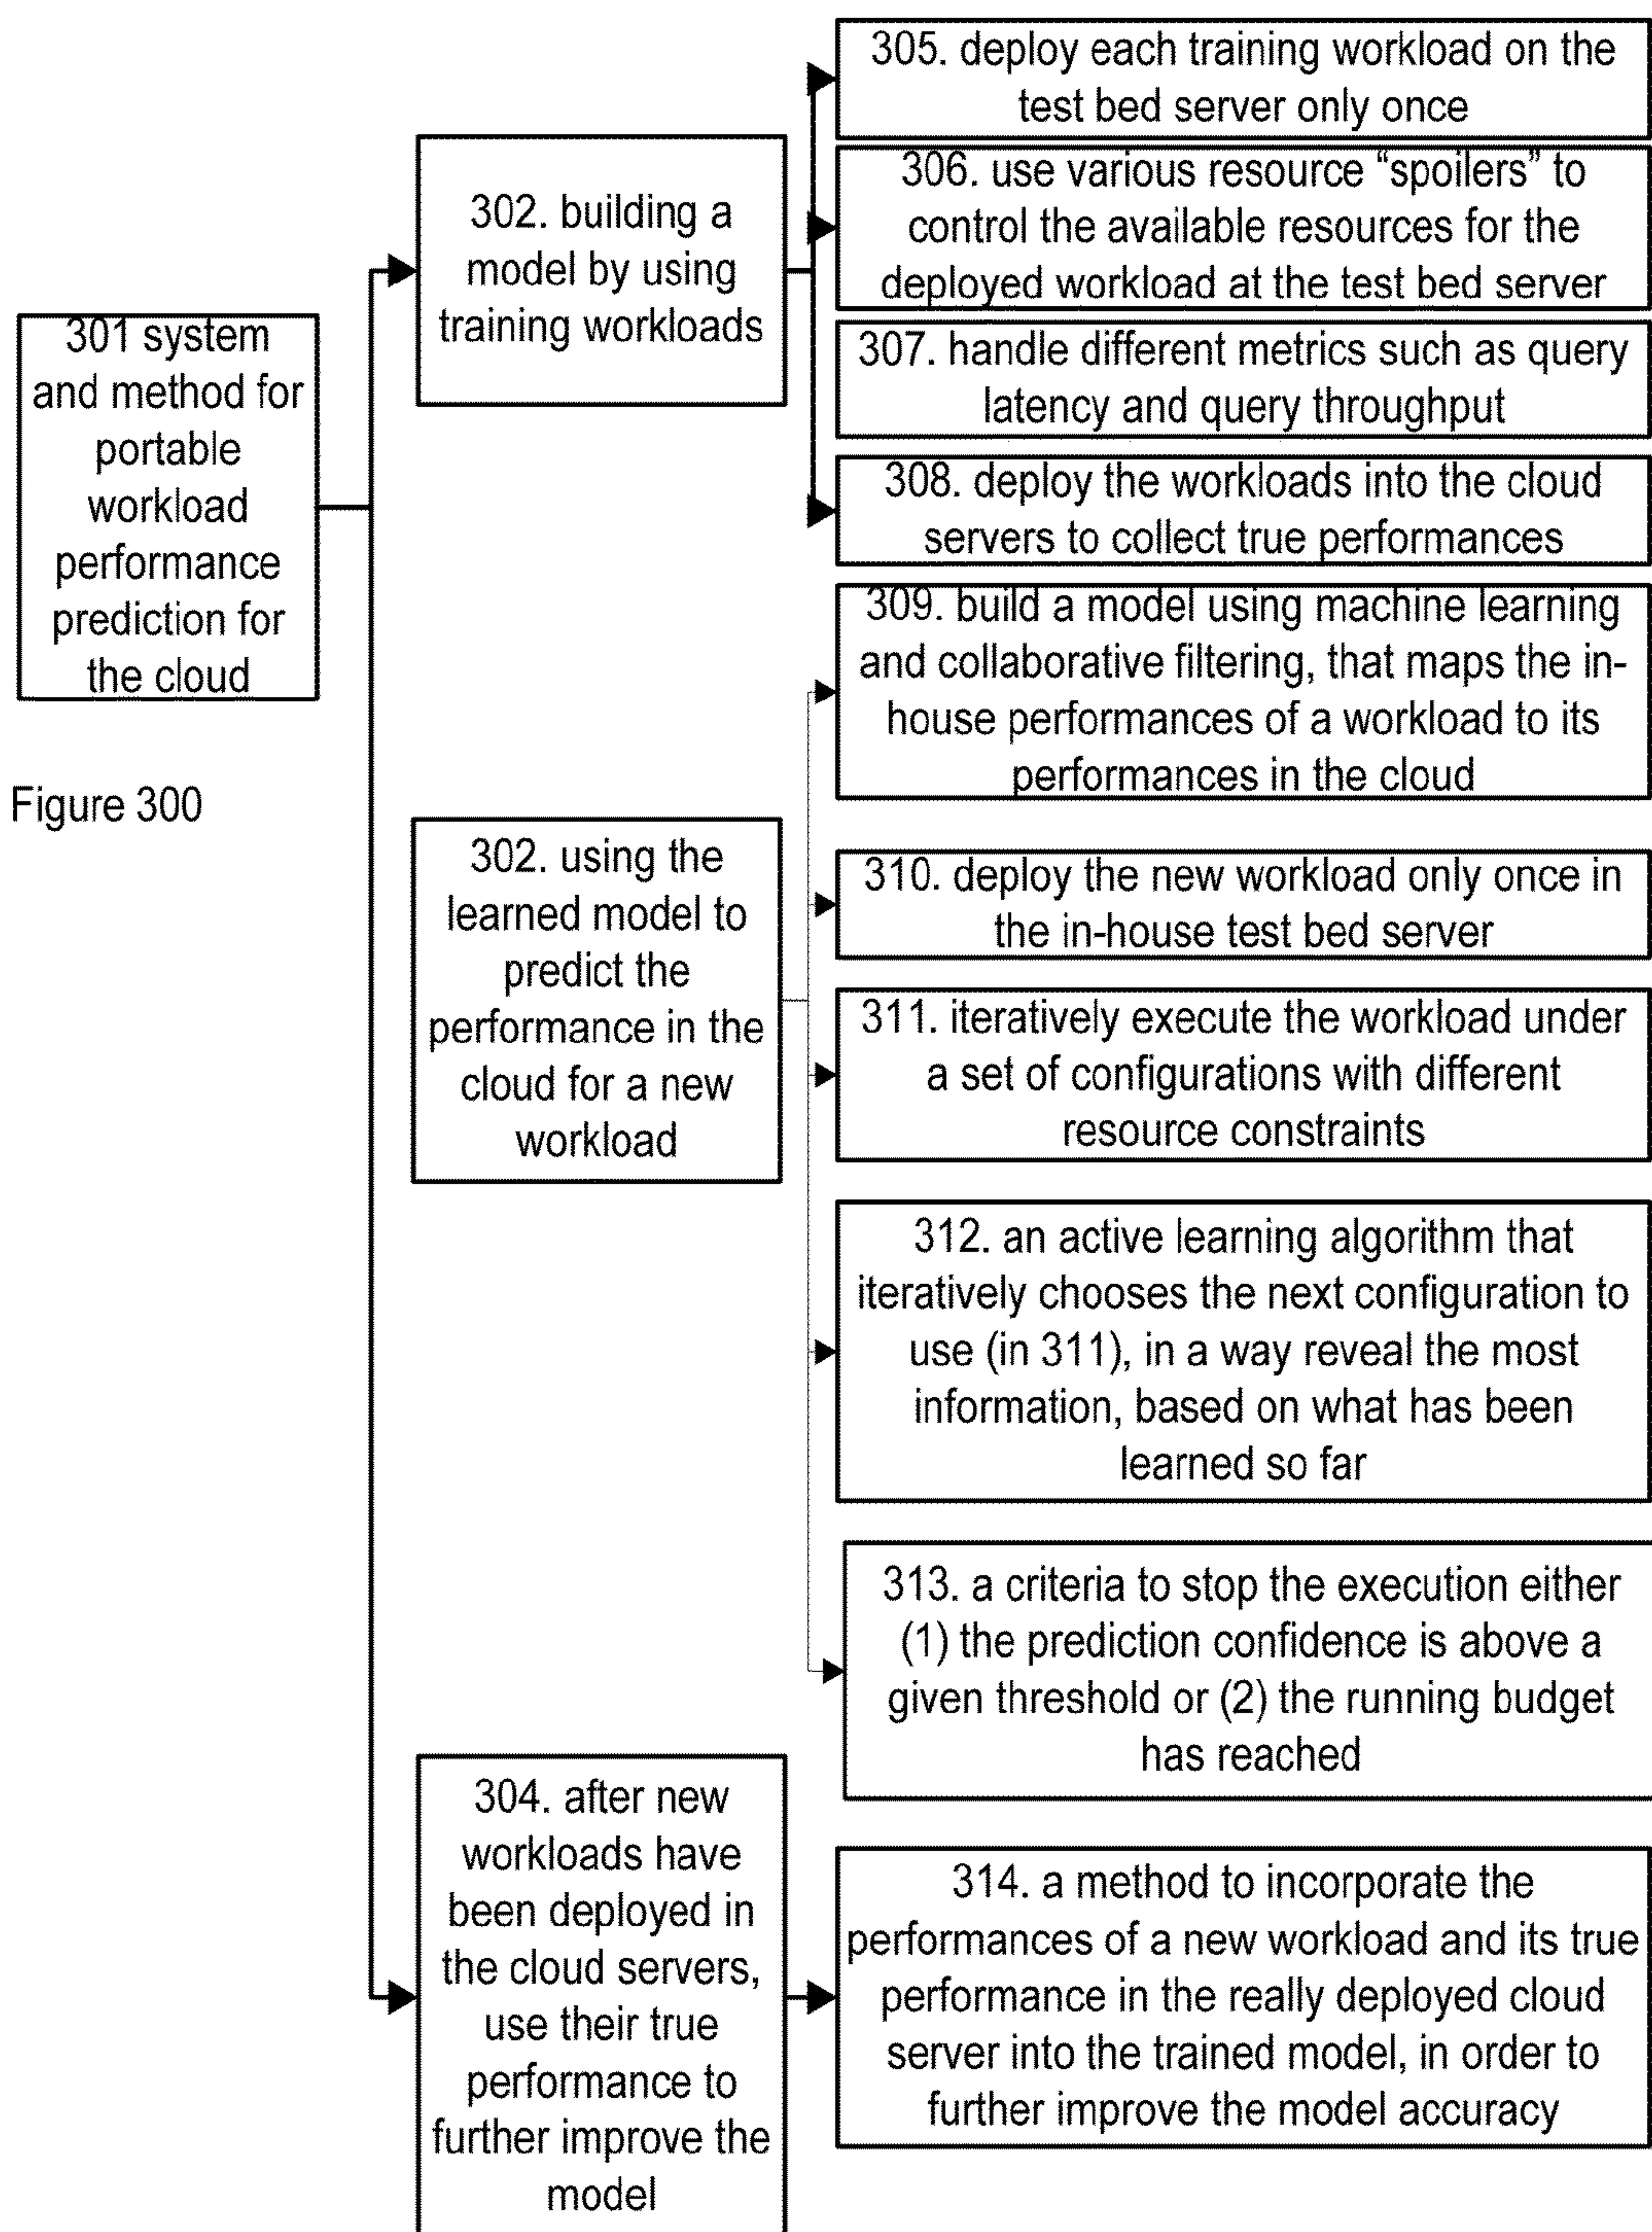 301 system
and method for
portable
workload
performance
prediction for
the cloud
Figure 300
302. building a
model by using
training workloads
302. using the
learned model to
predict the
performance in the
cloud for a new
workload
304. after new
workloads have
been deployed in
the cloud servers,
use their true
performance to
further improve the
model
305. deploy each training workload on the
test bed server only once
306. use various resource “spoilers” to
control the available resources for the
deployed workload at the test bed server
307. handle different metrics such as query
latency and query throughput
308. deploy the workloads into the cloud
servers to collect true performances
309. build a model using machine learning
and collaborative filtering, that maps the in-
house performances of a workload to its
performances in the cloud
310. deploy the new workload only once in
the in-house test bed server
311. iteratively execute the workload under
a set of configurations with different
resource constraints
312. an active learning algorithm that
iteratively chooses the next configuration to
use (in 311), in a way reveal the most
information, based on what has been
learned so far
313. a criteria to stop the execution either
(1) the prediction confidence is above a
given threshold or (2) the running budget
has reached
314. a method to incorporate the
performances of a new workload and its true
performance in the really deployed cloud
server into the trained model, in order to
further improve the model accuracy